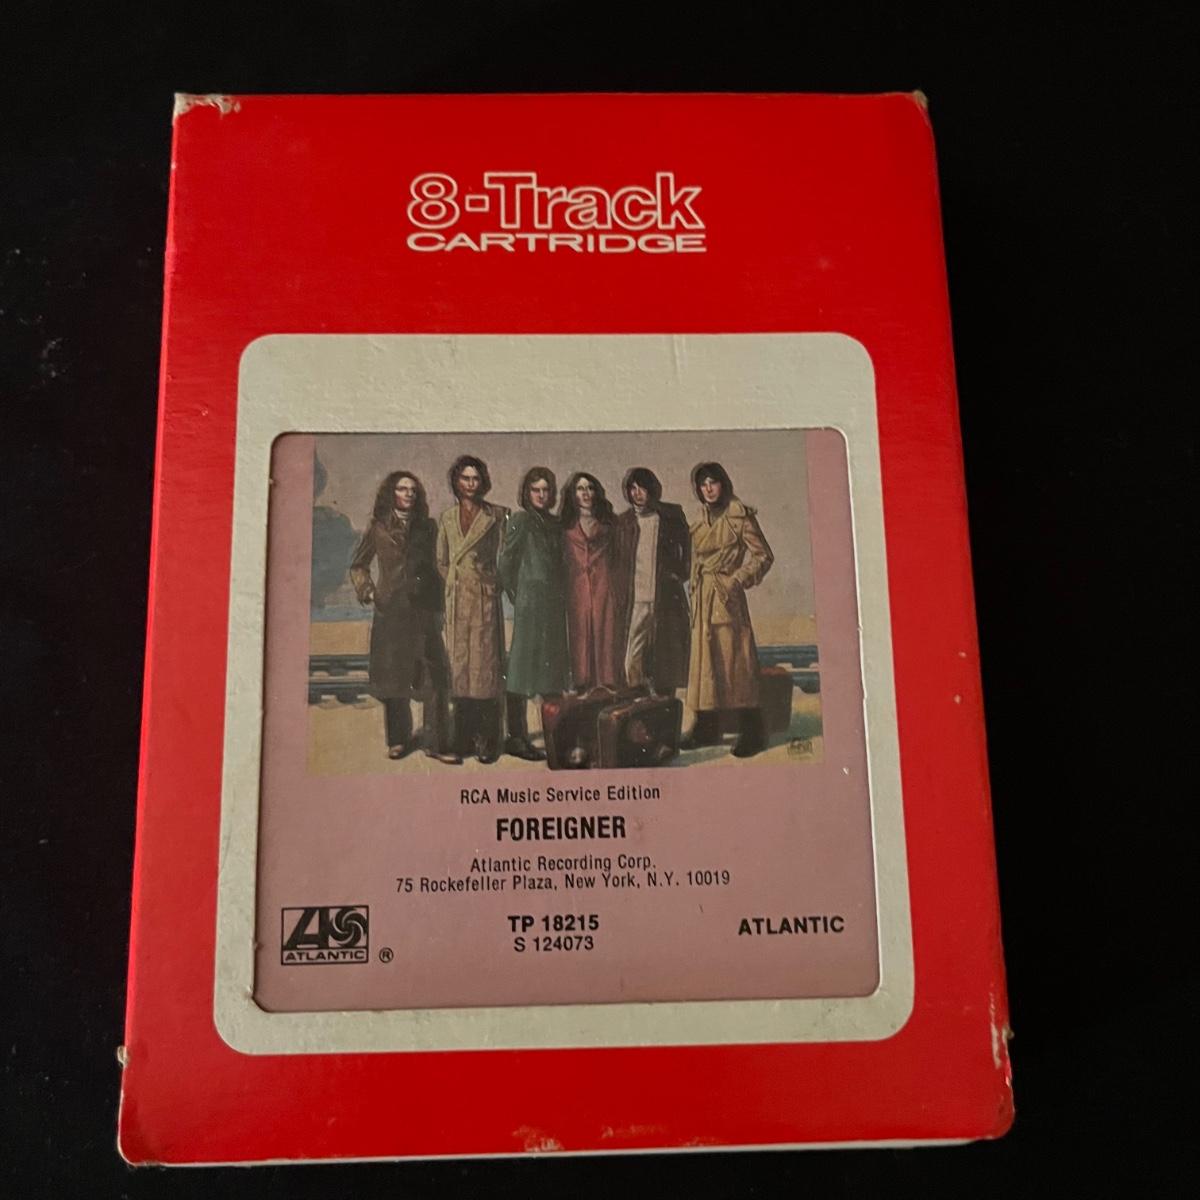 8-Track
CARTRIDGE
RCA Music Service Edition
FOREIGNER
Atlantic Recording Corp.
75 Rockefeller Plaza, New York, N.Y. 10019
ATLANTIC ®
TP 18215
S 124073
ATLANTIC